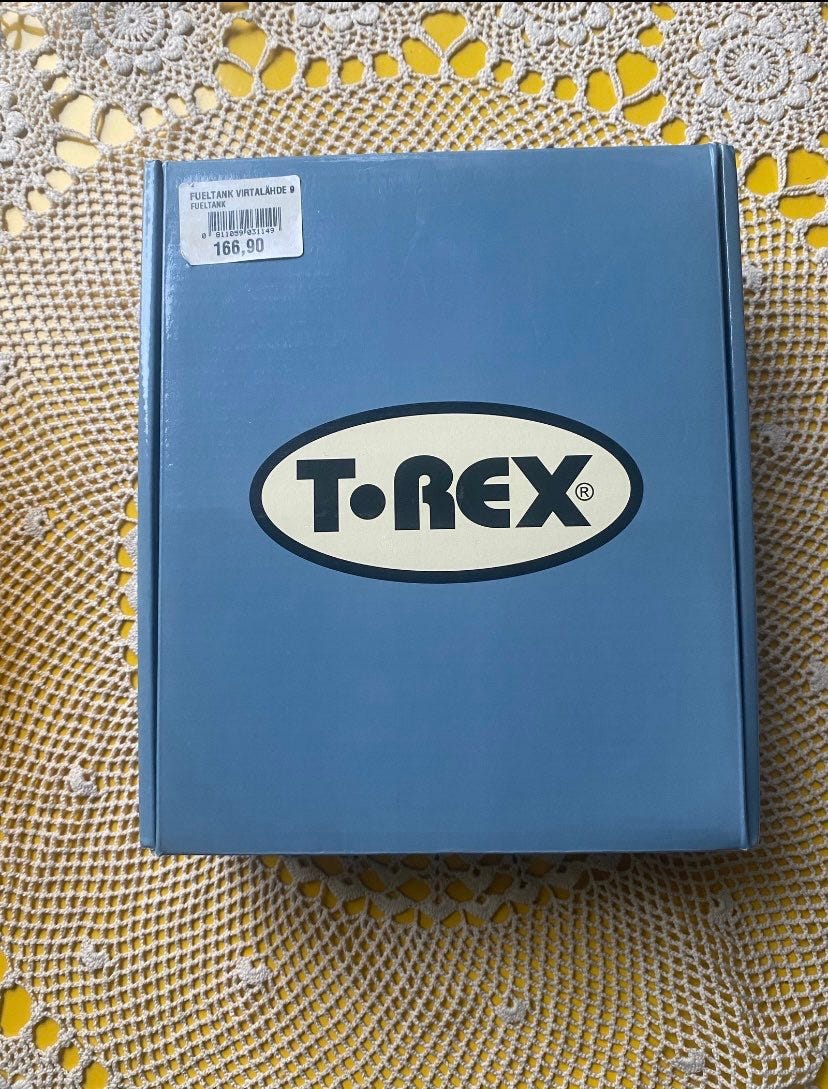 FUELTANK VIRTALÄHDE 9
FUELTANK
0 811059 031149
166,90
T•REX®